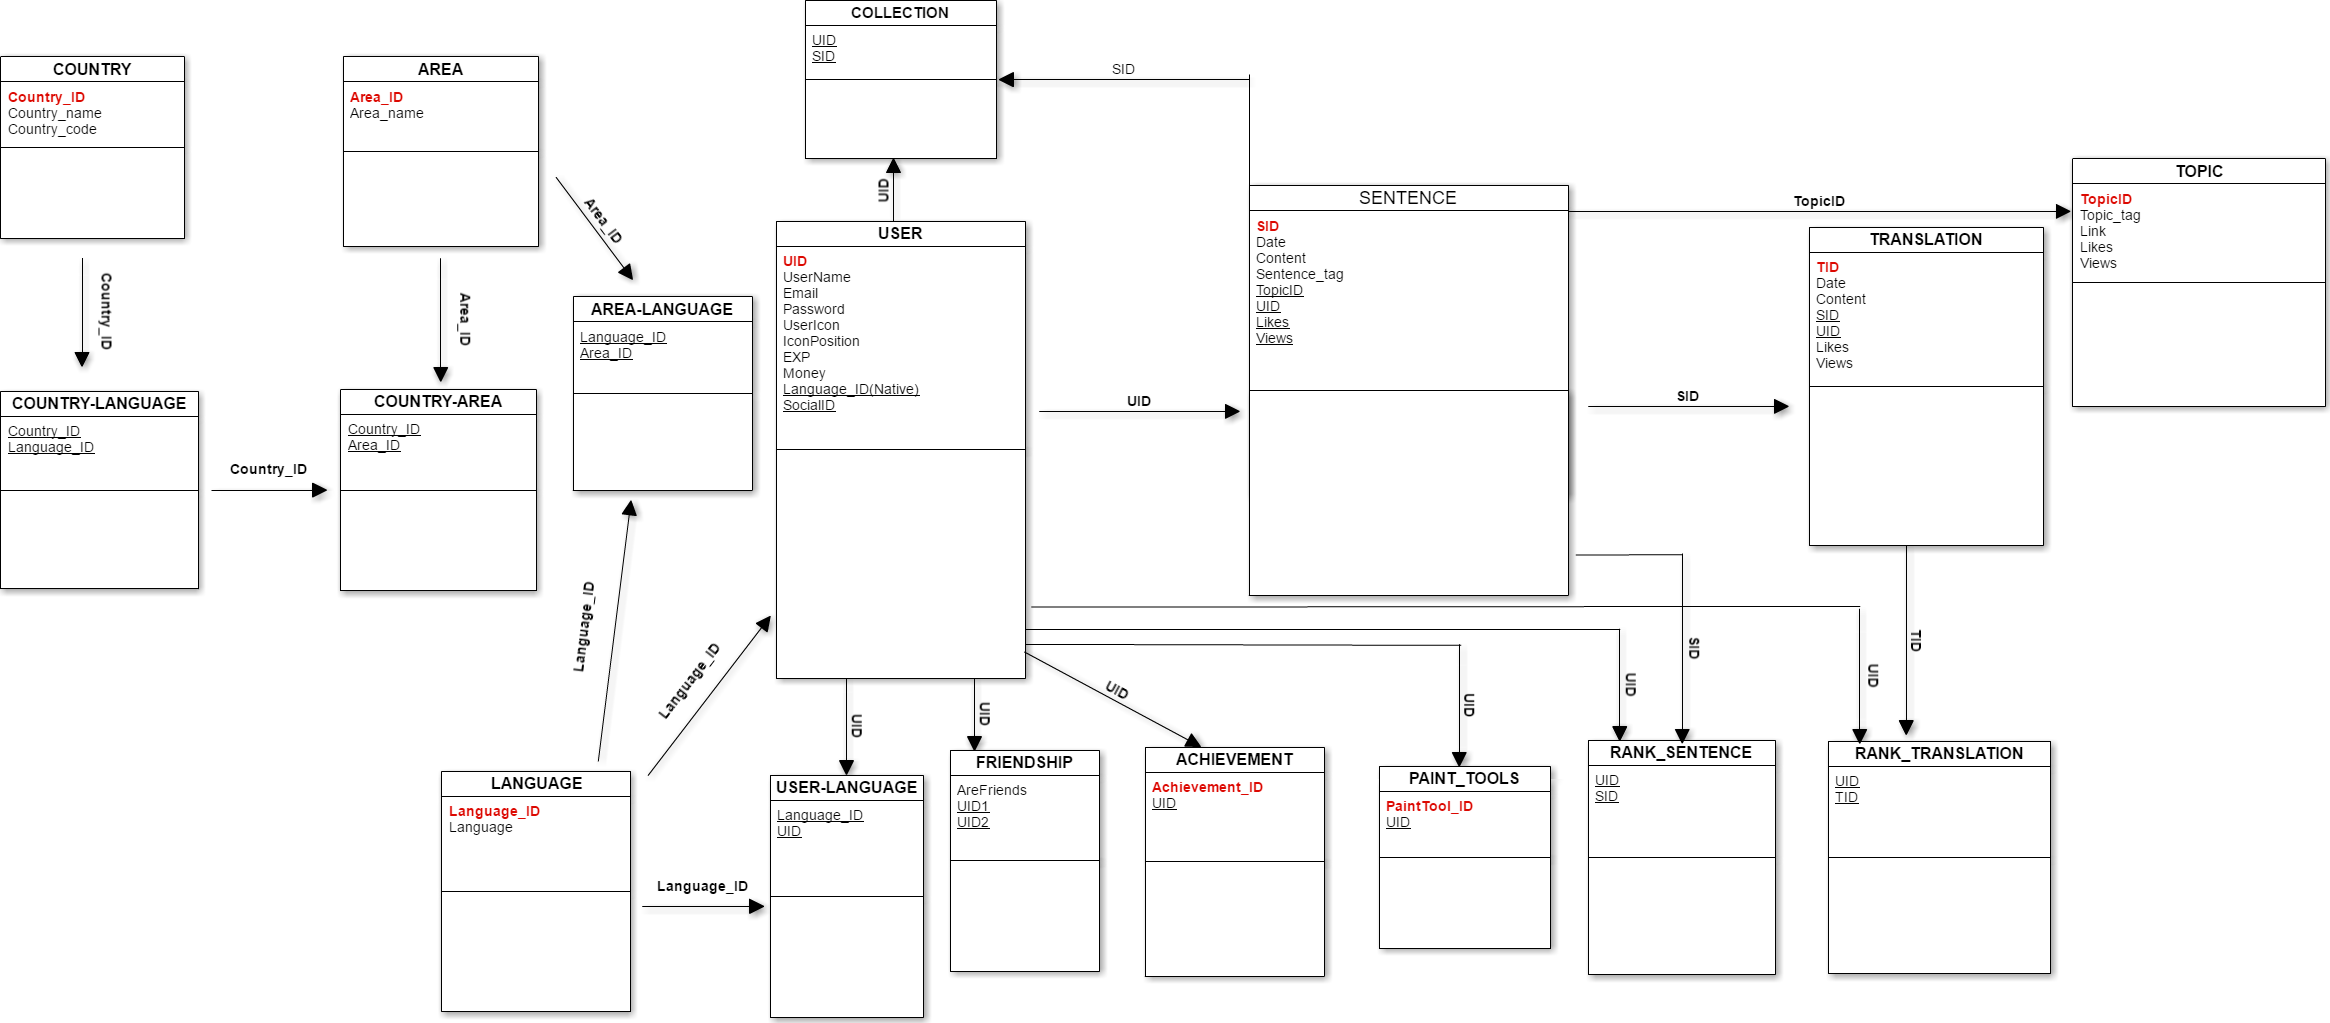 COLLECTION
UID
SID
COUNTRY
Country_ID
Country_name
Country_code
AREA
Area_ID
Area_name
SID
UID
Area_ID
TOPIC
TopicID
Topic_tag
Link
Likes
Views
SENTENCE
SID
Date
Content
Sentence_tag
TopicID
UID
Likes
Views
TopicID
USER
UID
UserName
Email
Password
UserIcon
IconPosition
EXP
Money
Language_ID(Native)
SocialID
TRANSLATION
TID
Date
Content
SID
UID
Likes
Views
Country_ID
Area_ID
AREA-LANGUAGE
Language_ID
Area_ID
COUNTRY-LANGUAGE
Country_ID
Language_ID
Country_ID
COUNTRY-AREA
Country_ID
Area_ID
UID
SID
Language_ID
Language_ID
UID
UID
UID
UID
UID
SID
UID
TID
LANGUAGE
Language_ID
Language
Language_ID
USER-LANGUAGE
Language_ID
UID
FRIENDSHIP
AreFriends
UID1
UID2
ACHIEVEMENT
Achievement_ID
UID
PAINT_TOOLS
PaintTool_ID
UID
RANK_SENTENCE
UID
SID
RANK_TRANSLATION
UID
TID